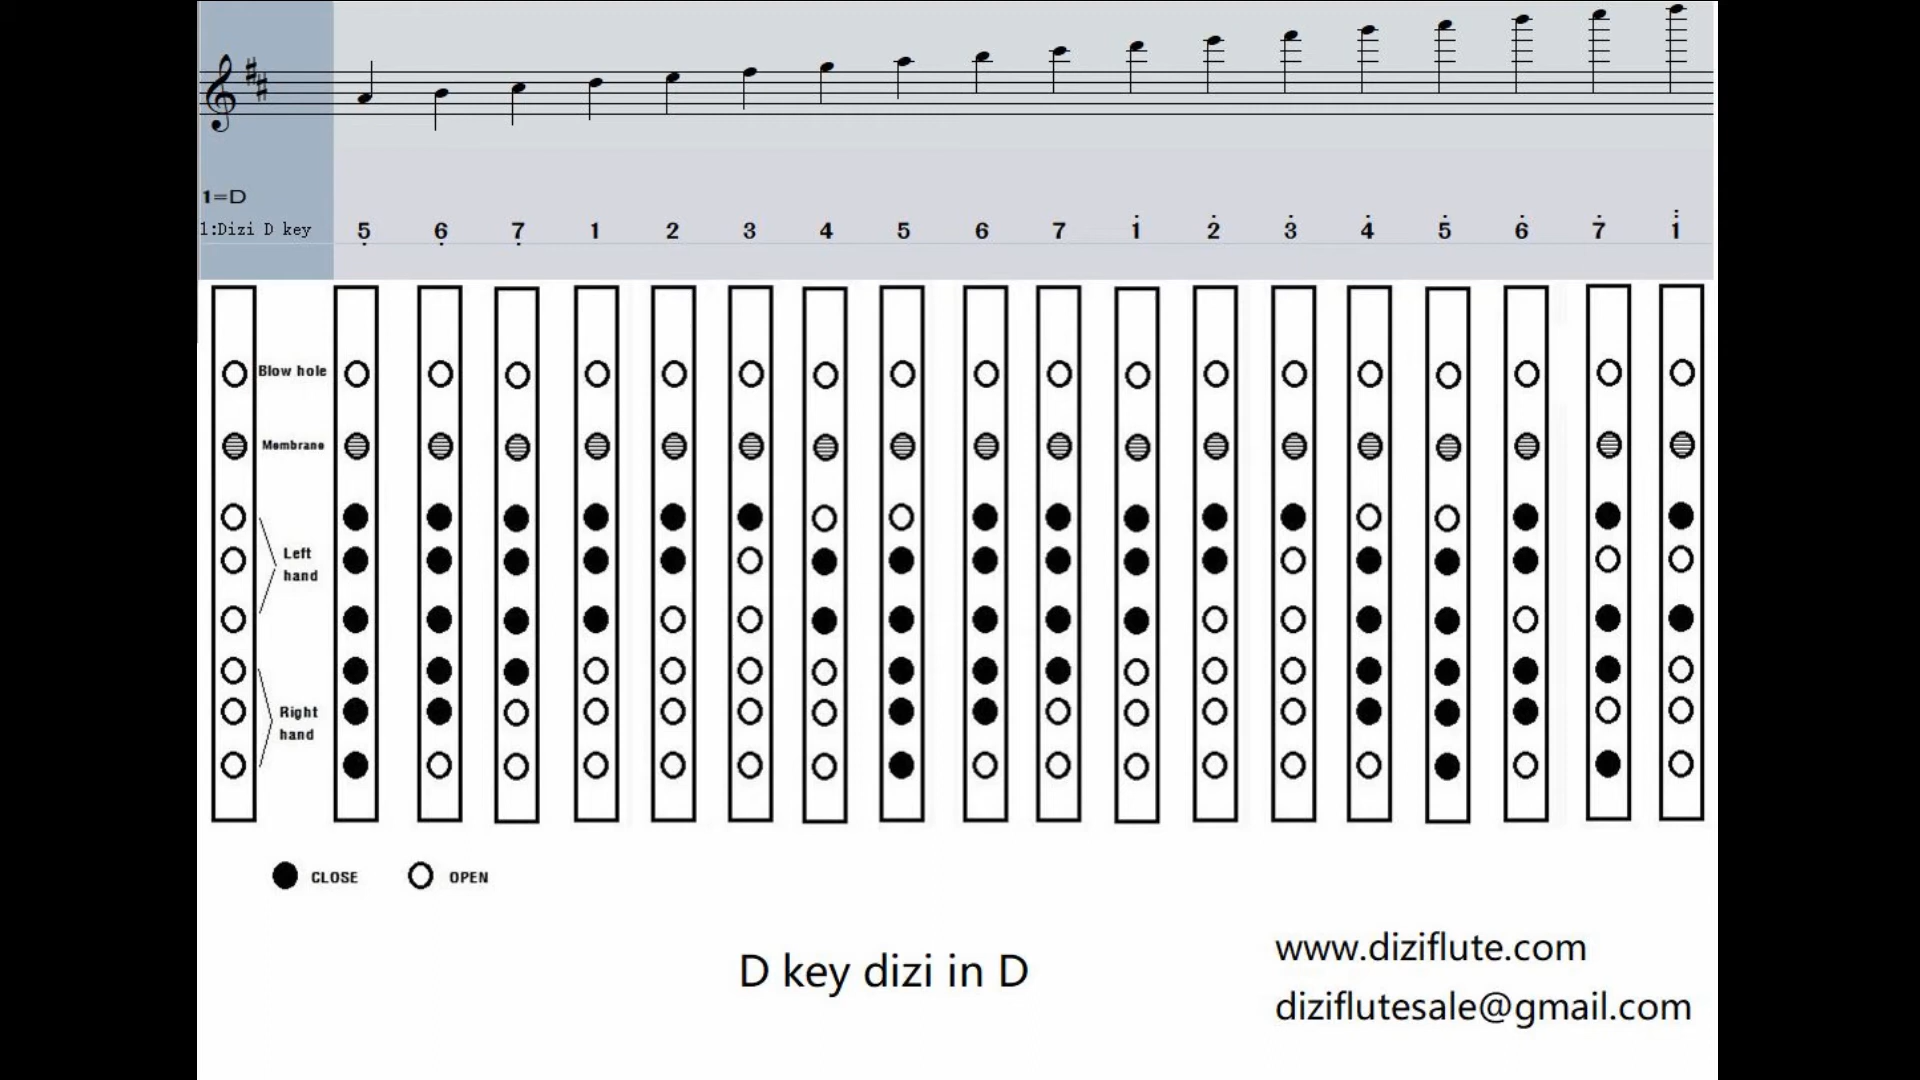 1=D
1:Dizi D key 5̣ 6̣ 7̣ 1 2 3 4 5 6 7 1̇ 2̇ 3̇ 4̇ 5̇ 6̇ 7̇ 1̈
Blow hole
Membrane
Left
hand
Right
hand
CLOSE OPEN
D key dizi in D
www.diziflute.com
diziflutesale@gmail.com